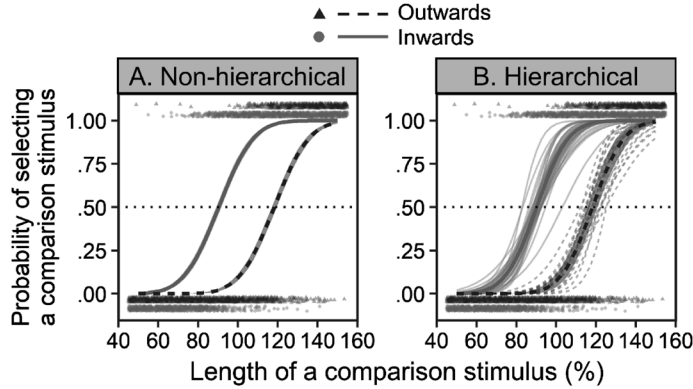 Outwards
Inwards
A. Non-hierarchical
B. Hierarchical
Probability of selecting
a comparison stimulus
1.00
.75
.50
.25
.00
1.00
.75
.50
.25
.00
40 60 80 100 120 140 160
40 60 80 100 120 140 160
Length of a comparison stimulus (%)